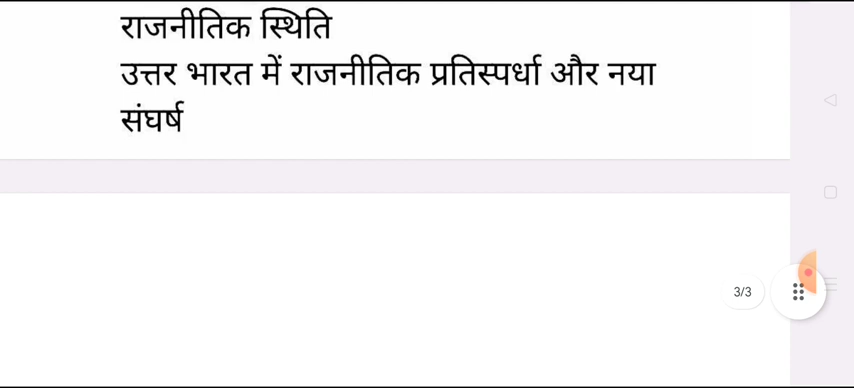 राजनीतिक स्थिति
उत्तर भारत में राजनीतिक प्रतिस्पर्धा और नया
संघर्ष
3/3